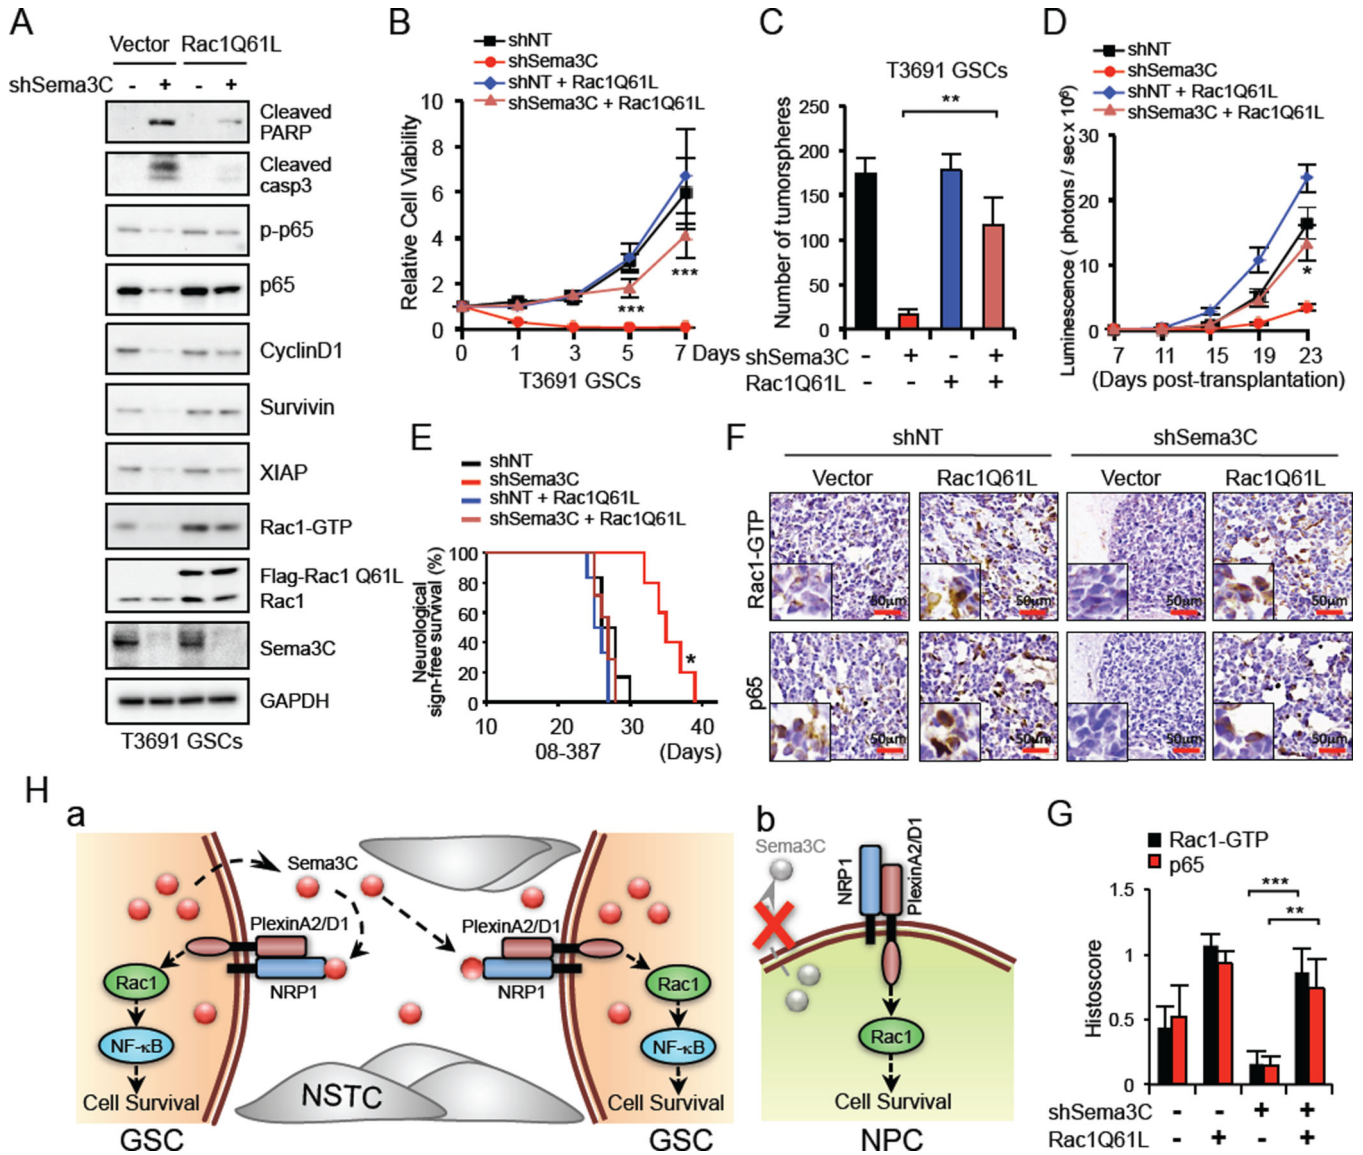 A
Vector Rac1Q61L
shSema3C - + - +
Cleaved
PARP
Cleaved
casp3
p-p65
p65
CyclinD1
Survivin
XIAP
Rac1-GTP
Flag-Rac1 Q61L
Rac1
Sema3C
GAPDH
T3691 GSCs
B
shNT
shSema3C
shNT + Rac1Q61L
shSema3C + Rac1Q61L
Relative Cell Viability
10
8
6
4
2
0
***
***
0 1 3 5 7 Days
T3691 GSCs
C
T3691 GSCs
Number of tumorspheres
250
200
150
100
50
0
**
shSema3C - + - +
Rac1Q61L - - + +
D
shNT
shSema3C
shNT + Rac1Q61L
shSema3C + Rac1Q61L
Luminescence ( photons / sec x 10⁶)
30
20
10
0
*
7 11 15 19 23
(Days post-transplantation)
E
shNT
shSema3C
shNT + Rac1Q61L
shSema3C + Rac1Q61L
Neurological
sign-free survival (%)
100
80
60
40
20
0
*
10 20 30 40
08-387 (Days)
F
shNT shSema3C
Vector Rac1Q61L Vector Rac1Q61L
Rac1-GTP
50μm 50μm 50μm 50μm
p65
50μm 50μm 50μm 50μm
H
a
Sema3C
PlexinA2/D1 PlexinA2/D1
NRP1 NRP1
Rac1 Rac1
NF-κB NF-κB
Cell Survival Cell Survival
NSTC
GSC GSC
b
Sema3C
NRP1
PlexinA2/D1
Rac1
Cell Survival
NPC
G
Rac1-GTP
p65
Histoscore
1.5
1
0.5
0
***
**
shSema3C - - + +
Rac1Q61L - + - +